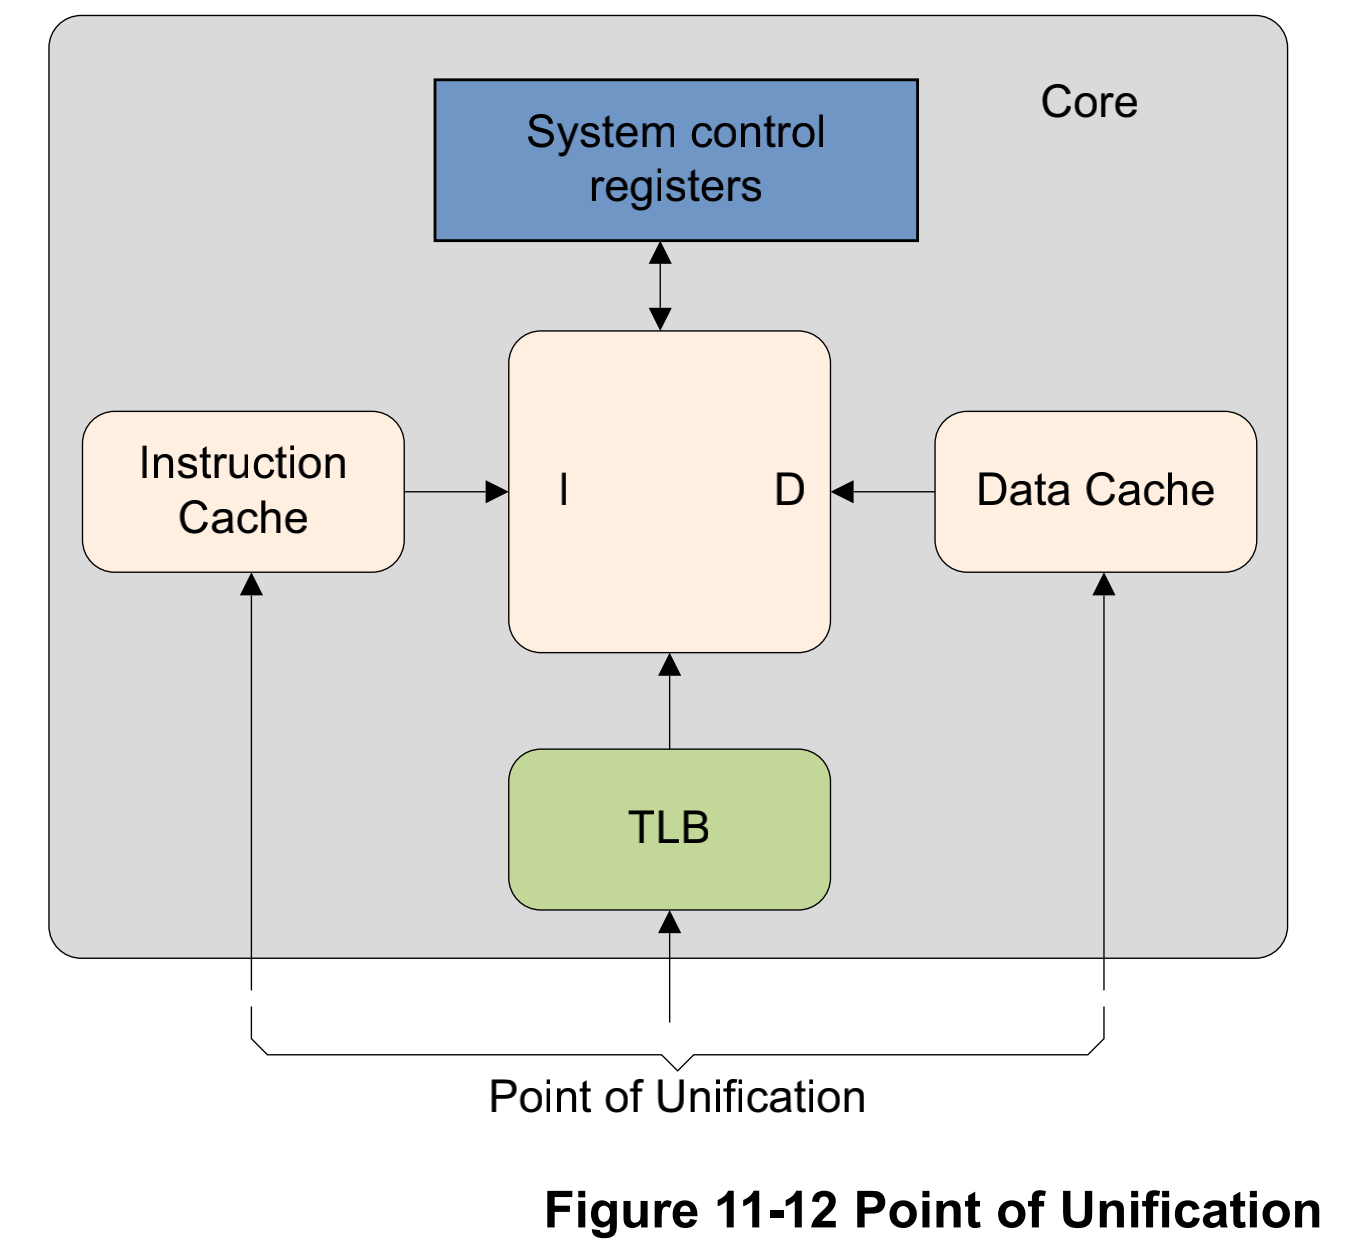 Core
System control
registers
Instruction
Cache
I
D
Data Cache
TLB
Point of Unification
Figure 11-12 Point of Unification